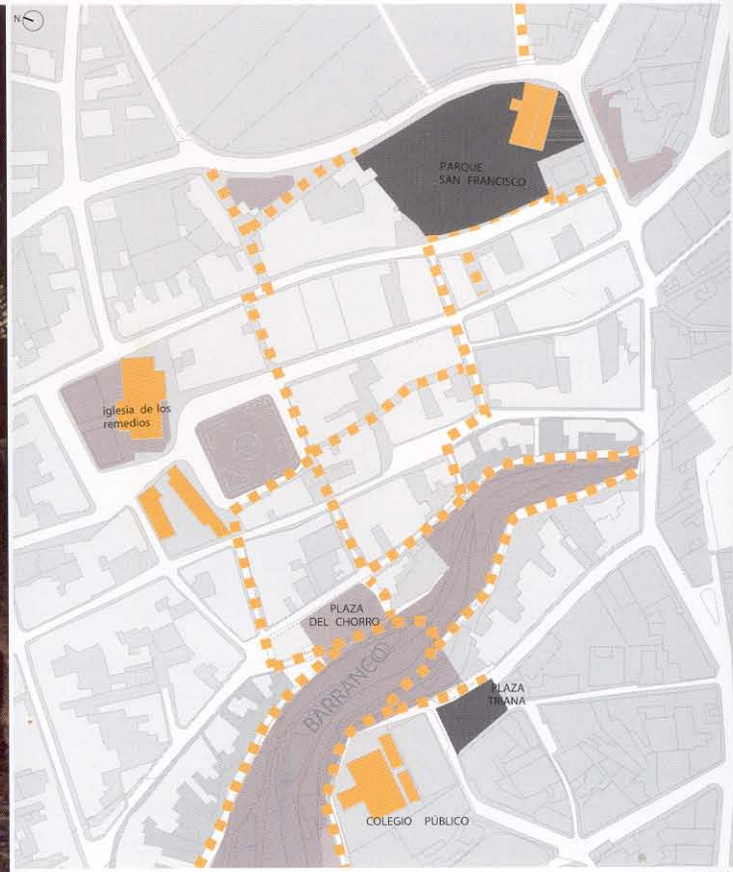 N
PARQUE
SAN FRANCISCO
iglesia de los
remedios
PLAZA
DEL CHORRO
BARRANCO
PLAZA
TRIANA
COLEGIO PÚBLICO